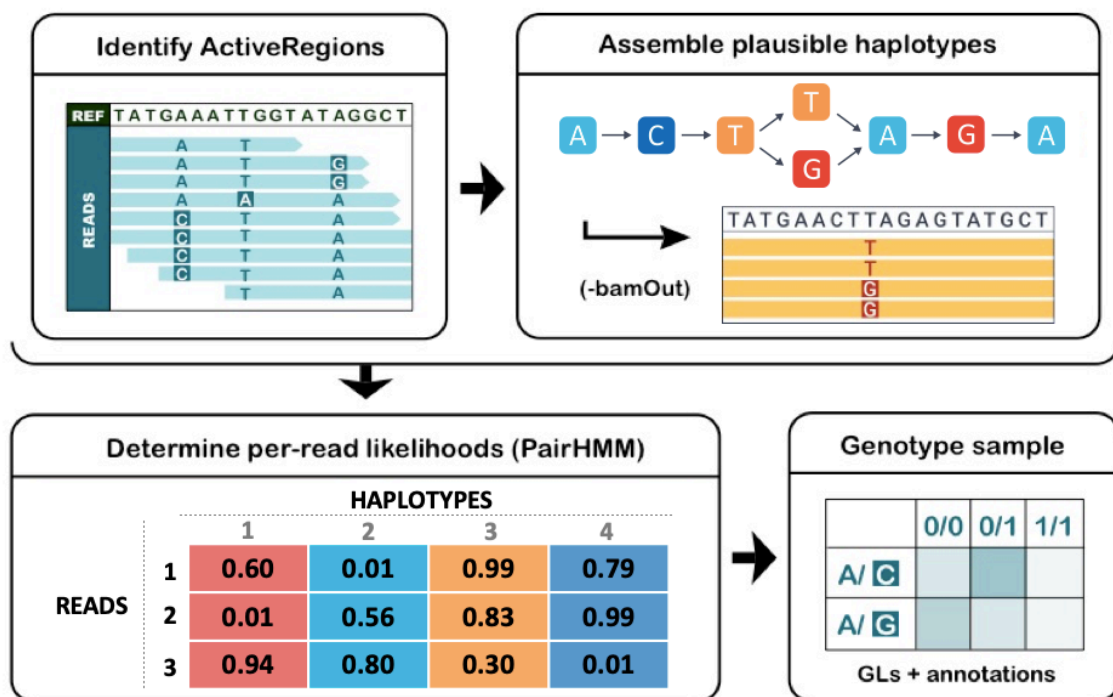 Identify ActiveRegions
REF TATGAAATTGGTATAGGCT
READS
A T
A T G
A T G
A A A
C T A
C T A
C T A
C T A
T A
Assemble plausible haplotypes
T
A C T A G A
G
TATGAACTTAGAGTATGCT
(-bamOut)
T
T
G
G
Determine per-read likelihoods (PairHMM)
HAPLOTYPES
1 2 3 4
READS
1 0.60 0.01 0.99 0.79
2 0.01 0.56 0.83 0.99
3 0.94 0.80 0.30 0.01
Genotype sample
0/0 0/1 1/1
A/ C
A/ G
GLs + annotations